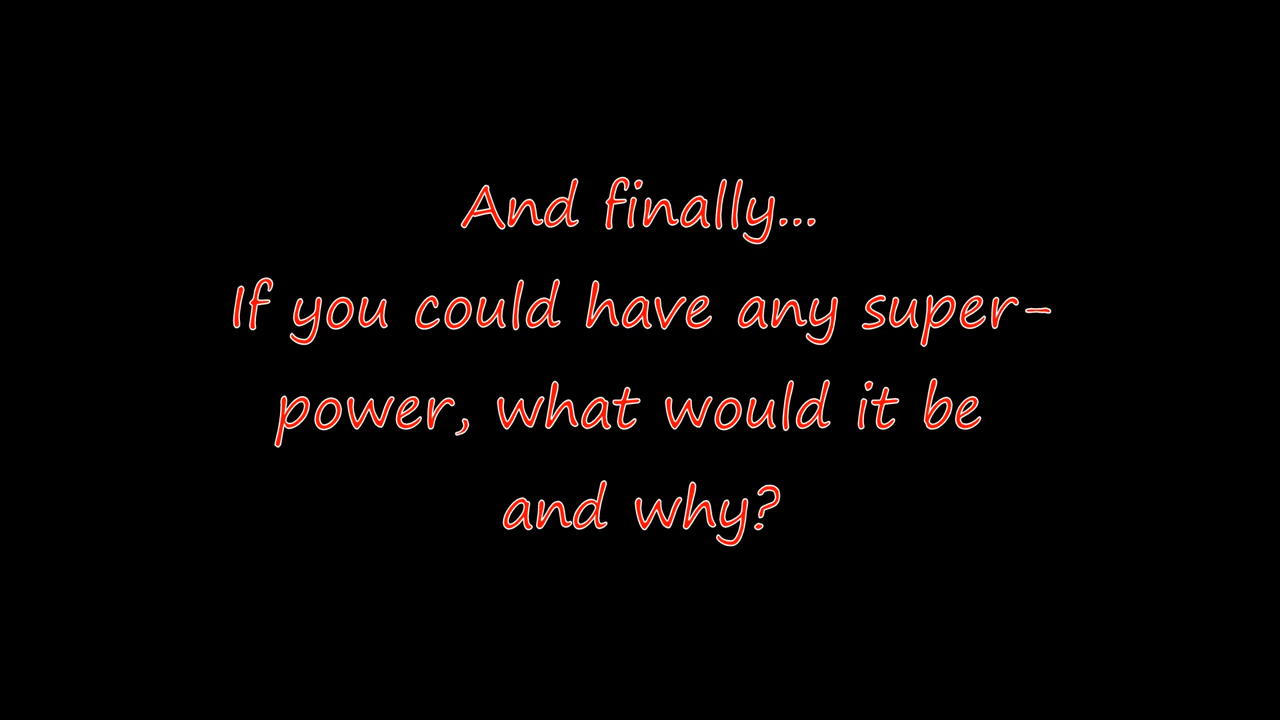 And finally...
If you could have any super-
power, what would it be
and why?